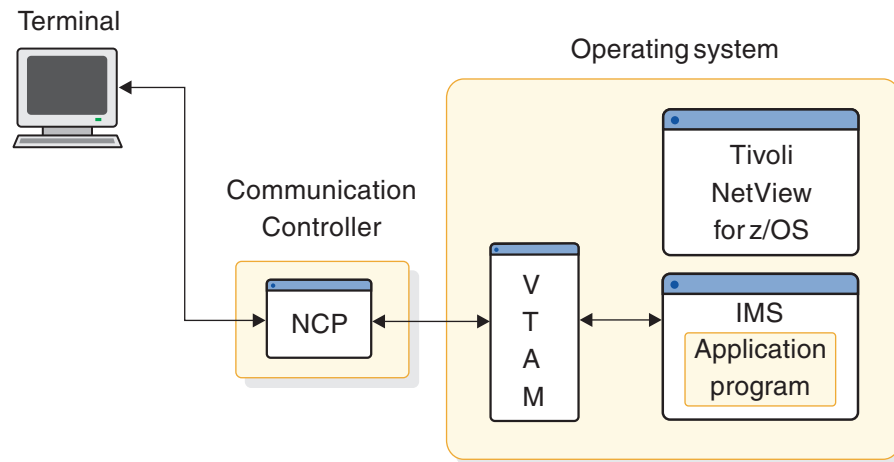 Terminal
Operating system
Tivoli
NetView
for z/OS
Communication
Controller
NCP
V
T
A
M
IMS
Application
program